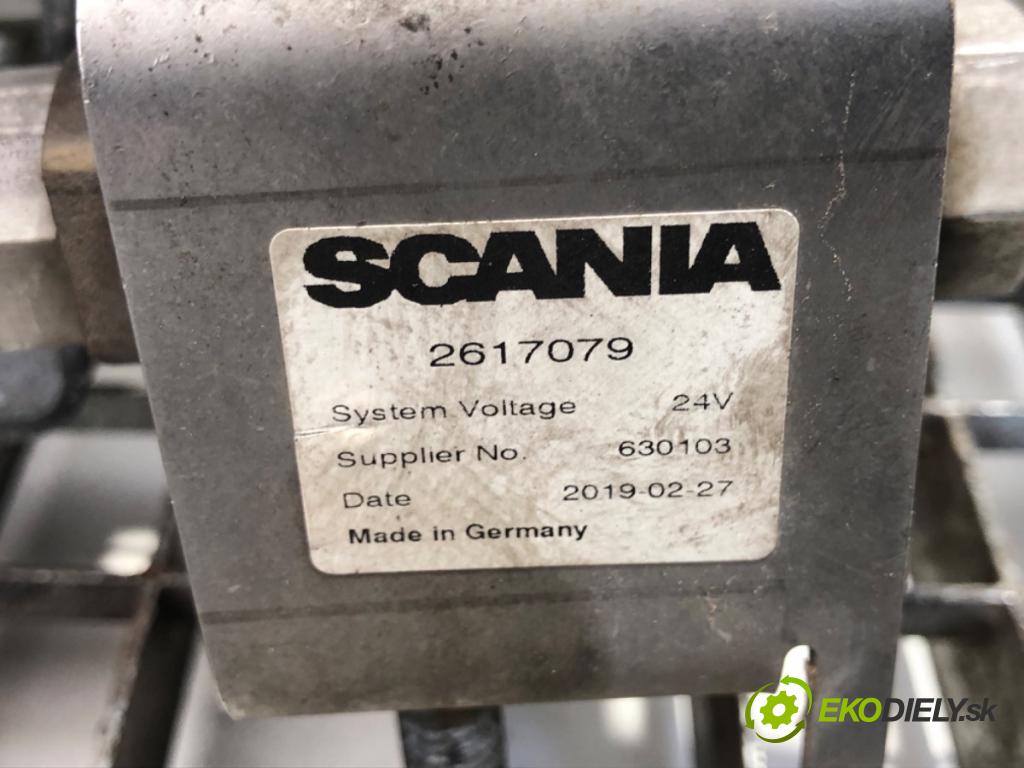 SCANIA
2617079
System Voltage 24V
Supplier No. 630103
Date 2019-02-27
Made in Germany
EKODIELY.sk